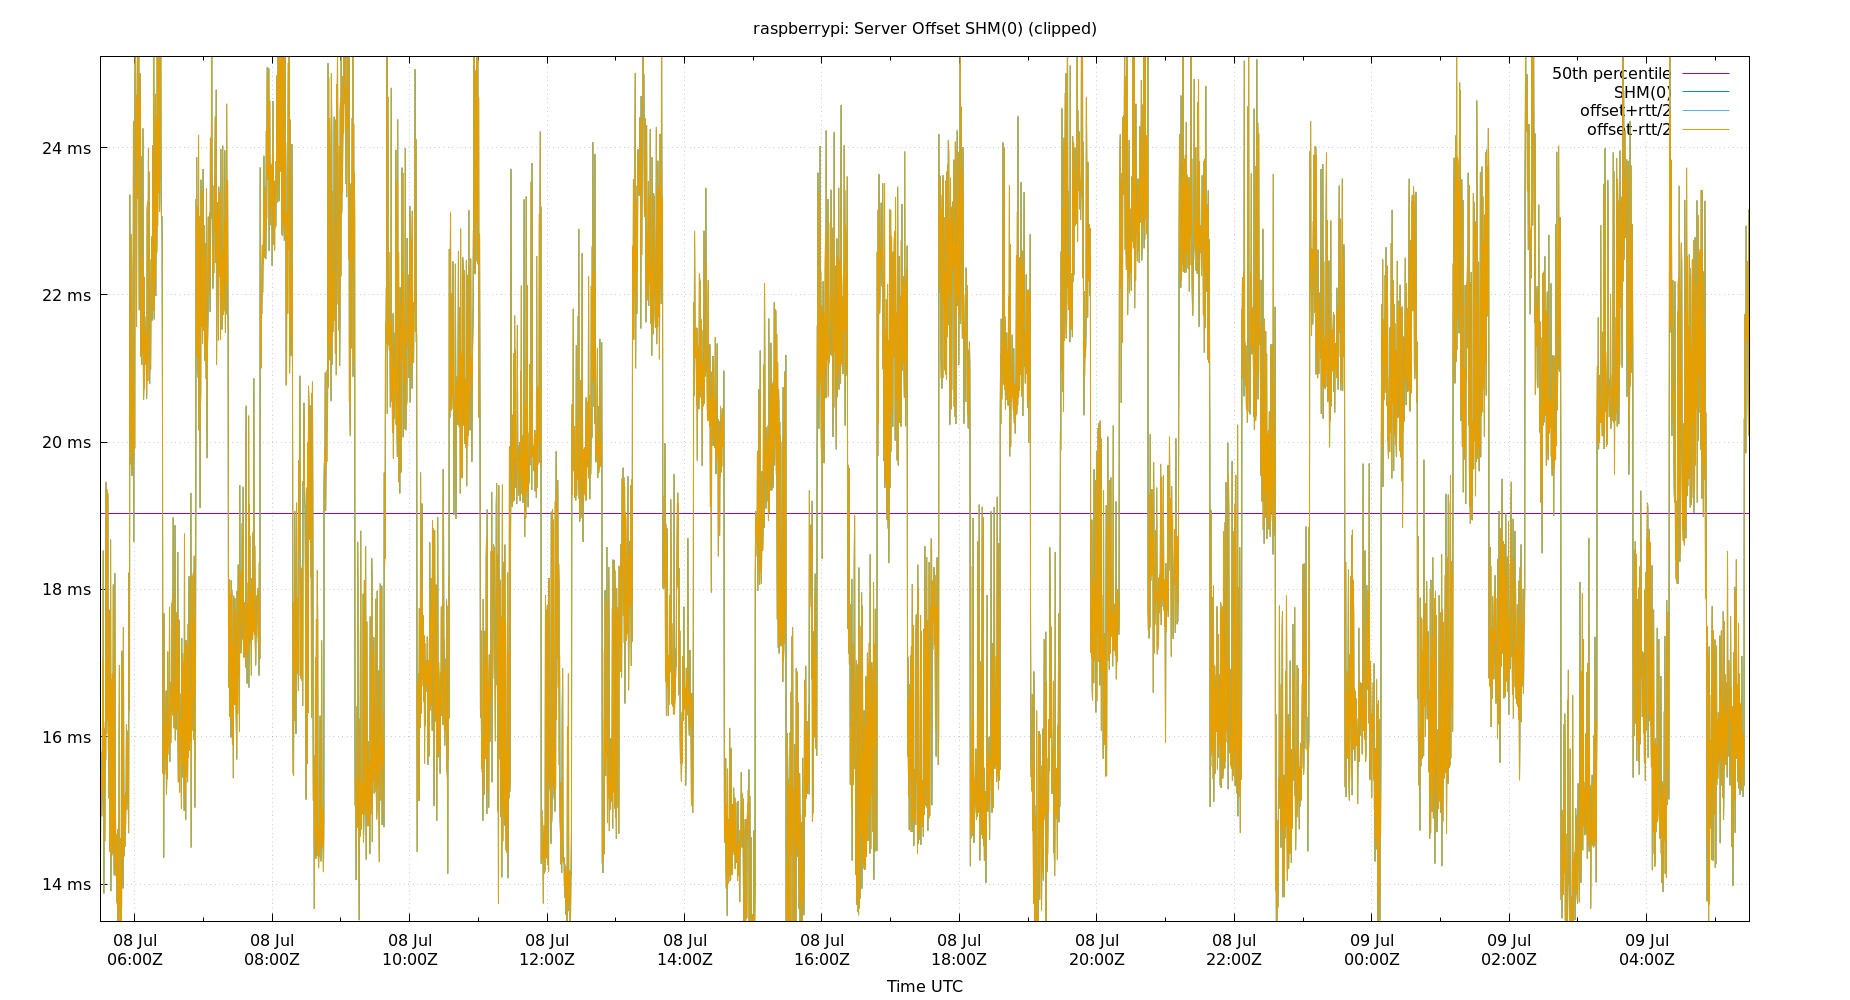 raspberrypi: Server Offset SHM(0) (clipped)
50th percentile
SHM(0)
offset+rtt/2
offset-rtt/2
24 ms
22 ms
20 ms
18 ms
16 ms
14 ms
08 Jul 08 Jul 08 Jul 08 Jul 08 Jul 08 Jul 08 Jul 08 Jul 08 Jul 09 Jul 09 Jul 09 Jul
06:00Z 08:00Z 10:00Z 12:00Z 14:00Z 16:00Z 18:00Z 20:00Z 22:00Z 00:00Z 02:00Z 04:00Z
Time UTC